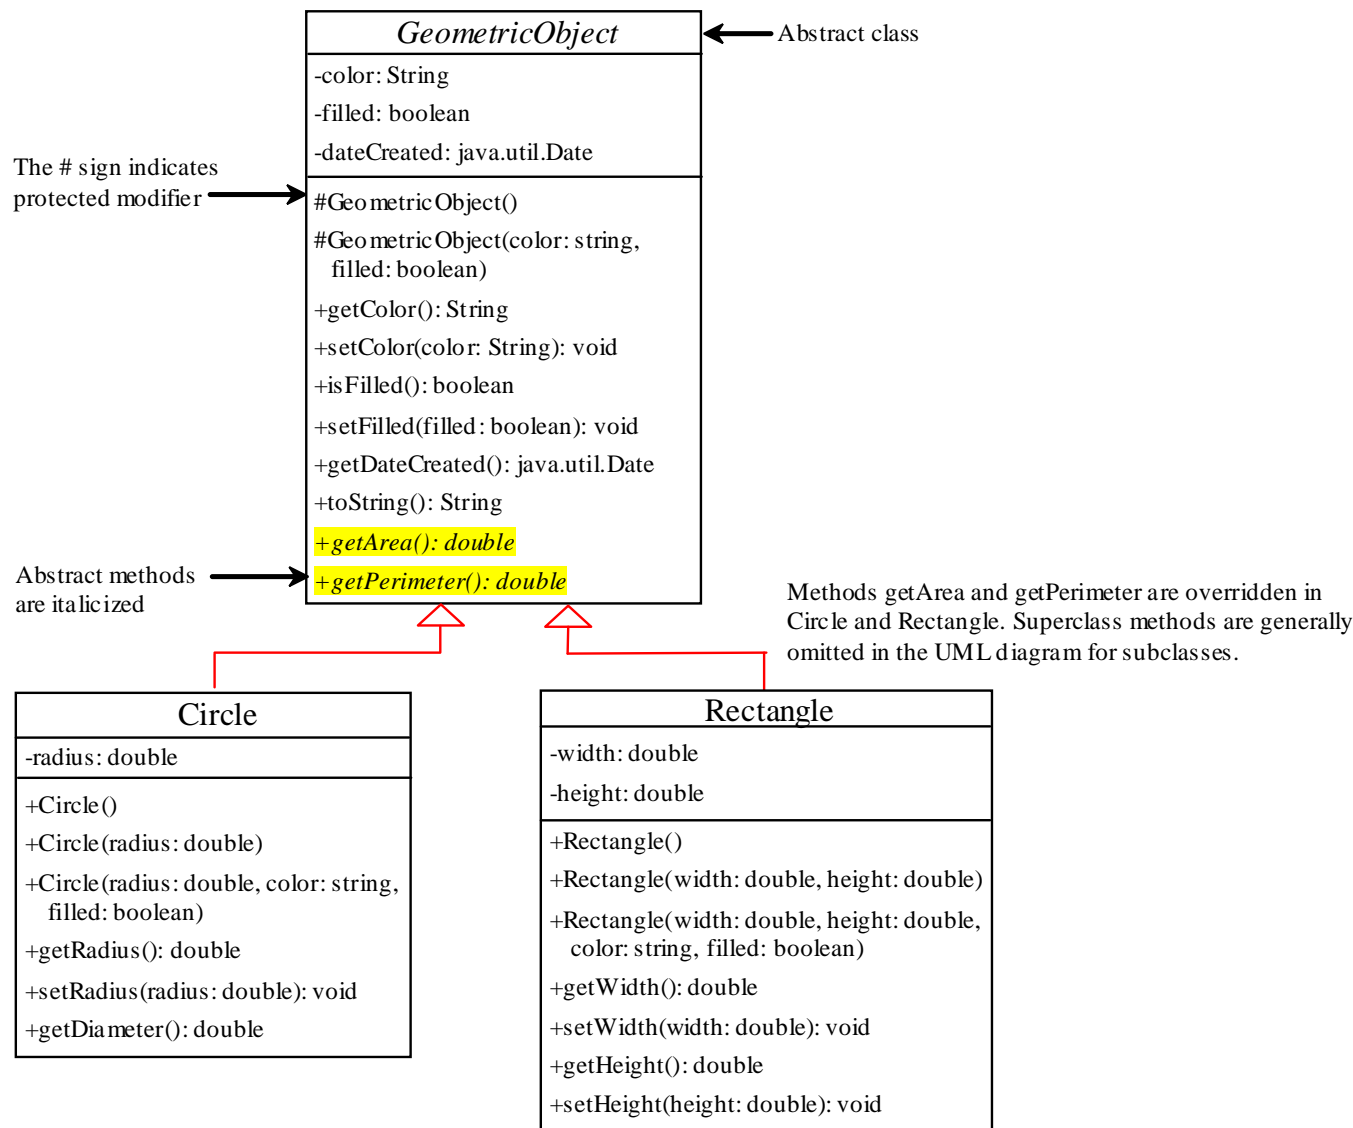 GeometricObject
Abstract class
-color: String
-filled: boolean
-dateCreated: java.util.Date
The # sign indicates
protected modifier
#GeometricObject()
#GeometricObject(color: string,
filled: boolean)
+getColor(): String
+setColor(color: String): void
+isFilled(): boolean
+setFilled(filled: boolean): void
+getDateCreated(): java.util.Date
+toString(): String
+getArea(): double
+getPerimeter(): double
Abstract methods
are italicized
Methods getArea and getPerimeter are overridden in
Circle and Rectangle. Superclass methods are generally
omitted in the UML diagram for subclasses.
Circle
-radius: double
+Circle()
+Circle(radius: double)
+Circle(radius: double, color: string,
filled: boolean)
+getRadius(): double
+setRadius(radius: double): void
+getDiameter(): double
Rectangle
-width: double
-height: double
+Rectangle()
+Rectangle(width: double, height: double)
+Rectangle(width: double, height: double,
color: string, filled: boolean)
+getWidth(): double
+setWidth(width: double): void
+getHeight(): double
+setHeight(height: double): void